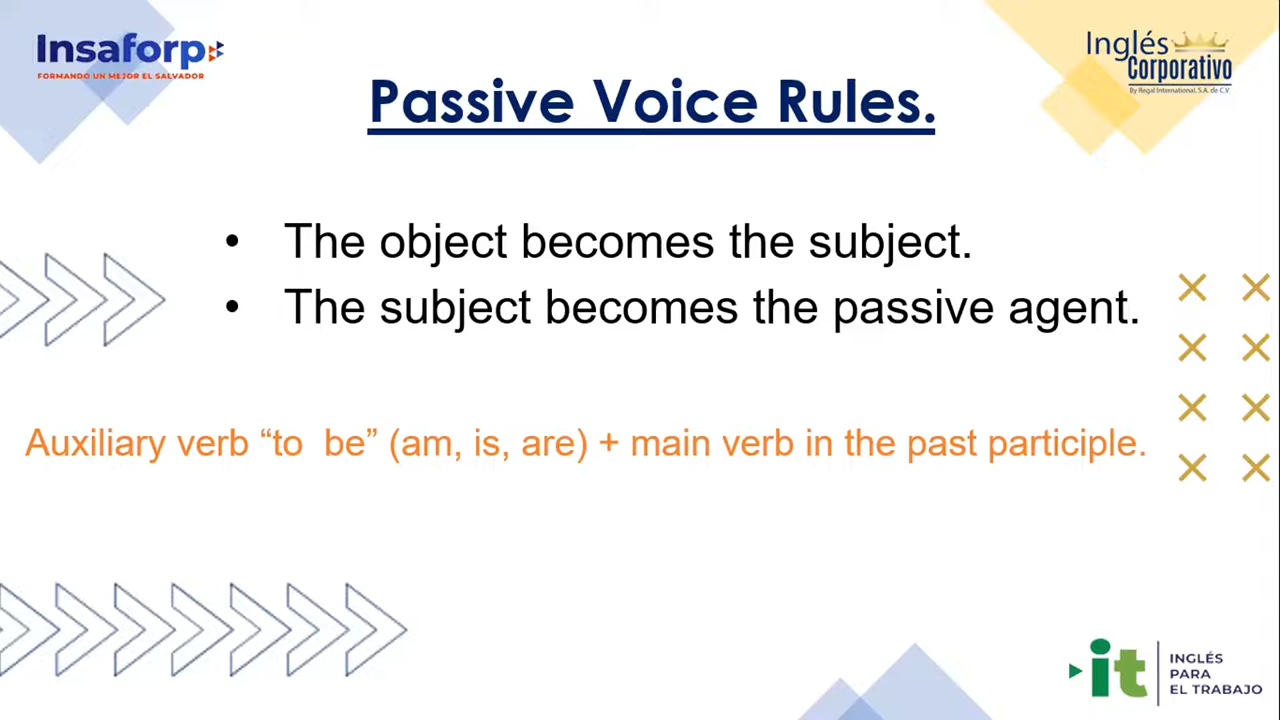 Insaforp
FORMANDO UN MEJOR EL SALVADOR
Inglés
Corporativo
By Regal International, S.A. de C.V.
Passive Voice Rules.
• The object becomes the subject.
• The subject becomes the passive agent.
Auxiliary verb “to be” (am, is, are) + main verb in the past participle.
it
INGLÉS
PARA
EL TRABAJO